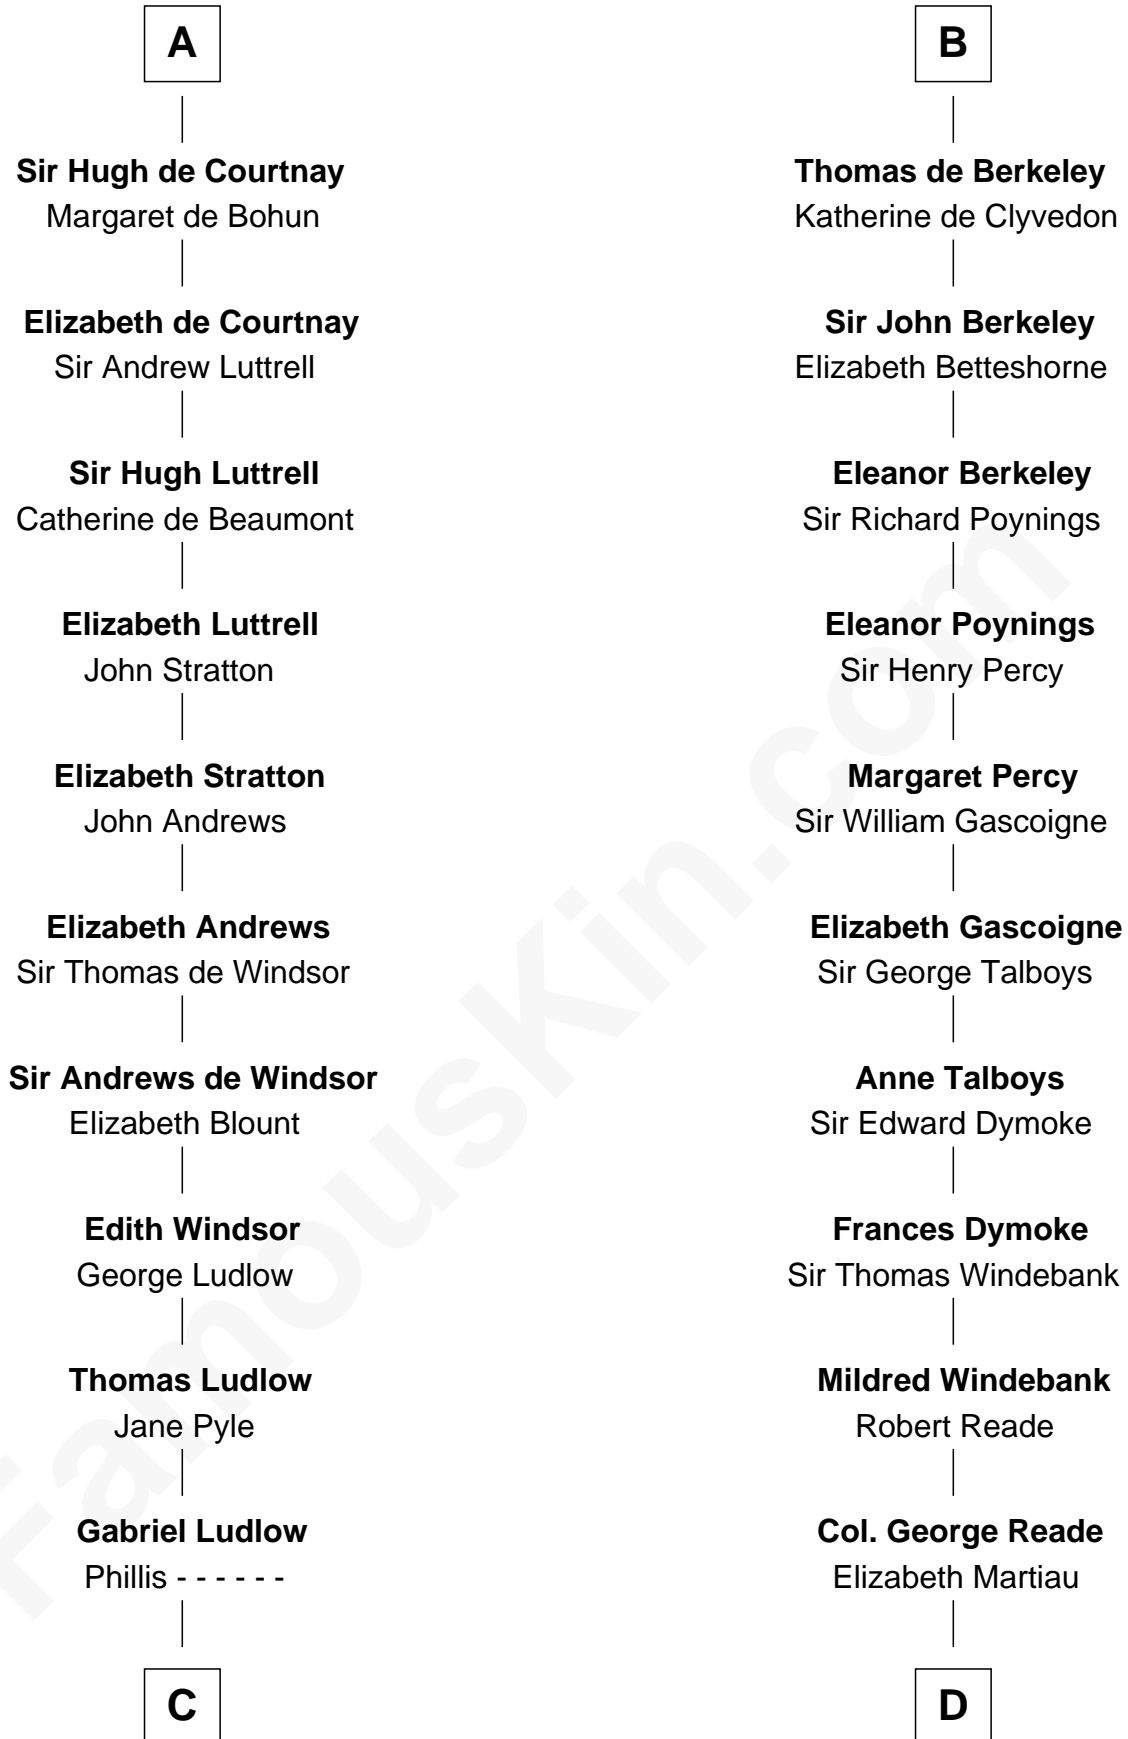 A
Sir Hugh de Courtnay
Margaret de Bohun
Elizabeth de Courtnay
Sir Andrew Luttrell
Sir Hugh Luttrell
Catherine de Beaumont
Elizabeth Luttrell
John Stratton
Elizabeth Stratton
John Andrews
Elizabeth Andrews
Sir Thomas de Windsor
Sir Andrews de Windsor
Elizabeth Blount
Edith Windsor
George Ludlow
Thomas Ludlow
Jane Pyle
Gabriel Ludlow
Phillis - - - - - -
C
B
Thomas de Berkeley
Katherine de Clyvedon
Sir John Berkeley
Elizabeth Betteshorne
Eleanor Berkeley
Sir Richard Poynings
Eleanor Poynings
Sir Henry Percy
Margaret Percy
Sir William Gascoigne
Elizabeth Gascoigne
Sir George Talboys
Anne Talboys
Sir Edward Dymoke
Frances Dymoke
Sir Thomas Windebank
Mildred Windebank
Robert Reade
Col. George Reade
Elizabeth Martiau
D
FamousKin.com